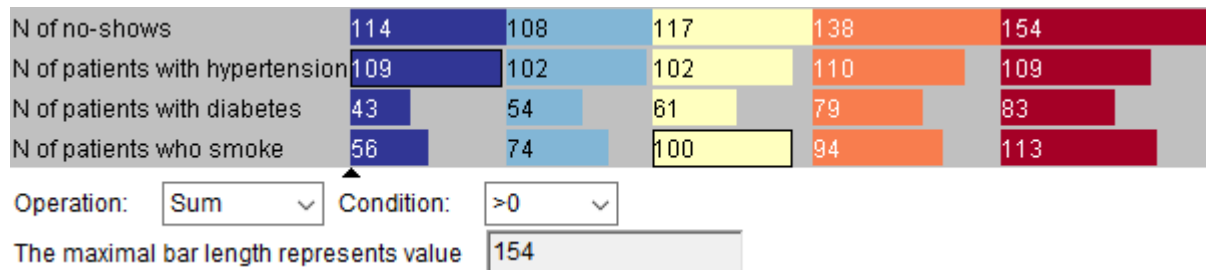 N of no-shows 114 108 117 138 154
N of patients with hypertension 109 102 102 110 109
N of patients with diabetes 43 54 61 79 83
N of patients who smoke 56 74 100 94 113
Operation: Sum Condition: >0
The maximal bar length represents value 154